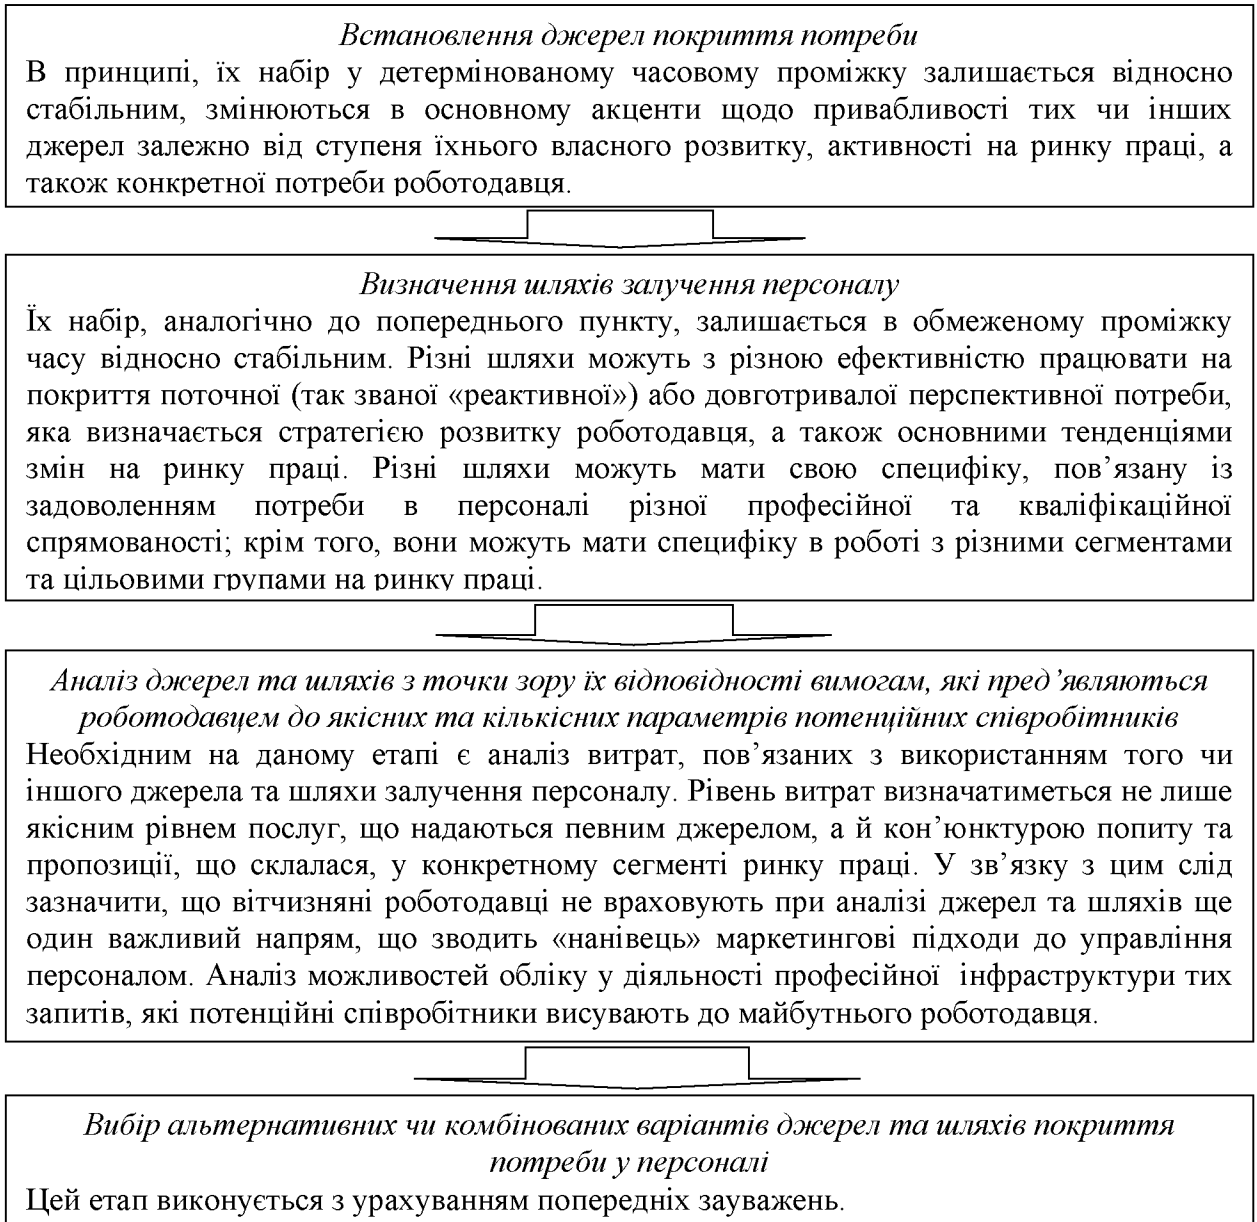 Встановлення джерел покриття потреби
В принципі, їх набір у детермінованому часовому проміжку залишається відносно
стабільним, змінюються в основному акценти щодо привабливості тих чи інших
джерел залежно від ступеня їхнього власного розвитку, активності на ринку праці, а
також конкретної потреби роботодавця.
Визначення шляхів залучення персоналу
Їх набір, аналогічно до попереднього пункту, залишається в обмеженому проміжку
часу відносно стабільним. Різні шляхи можуть з різною ефективністю працювати на
покриття поточної (так званої «реактивної») або довготривалої перспективної потреби,
яка визначається стратегією розвитку роботодавця, а також основними тенденціями
змін на ринку праці. Різні шляхи можуть мати свою специфіку, пов’язану із
задоволенням потреби в персоналі різної професійної та кваліфікаційної
спрямованості; крім того, вони можуть мати специфіку в роботі з різними сегментами
та цільовими групами на ринку праці.
Аналіз джерел та шляхів з точки зору їх відповідності вимогам, які пред’являються
роботодавцем до якісних та кількісних параметрів потенційних співробітників
Необхідним на даному етапі є аналіз витрат, пов’язаних з використанням того чи
іншого джерела та шляхи залучення персоналу. Рівень витрат визначатиметься не лише
якісним рівнем послуг, що надаються певним джерелом, а й кон’юнктурою попиту та
пропозиції, що склалася, у конкретному сегменті ринку праці. У зв’язку з цим слід
зазначити, що вітчизняні роботодавці не враховують при аналізі джерел та шляхів ще
один важливий напрям, що зводить «нанівець» маркетингові підходи до управління
персоналом. Аналіз можливостей обліку у діяльності професійної інфраструктури тих
запитів, які потенційні співробітники висувають до майбутнього роботодавця.
Вибір альтернативних чи комбінованих варіантів джерел та шляхів покриття
потреби у персоналі
Цей етап виконується з урахуванням попередніх зауважень.